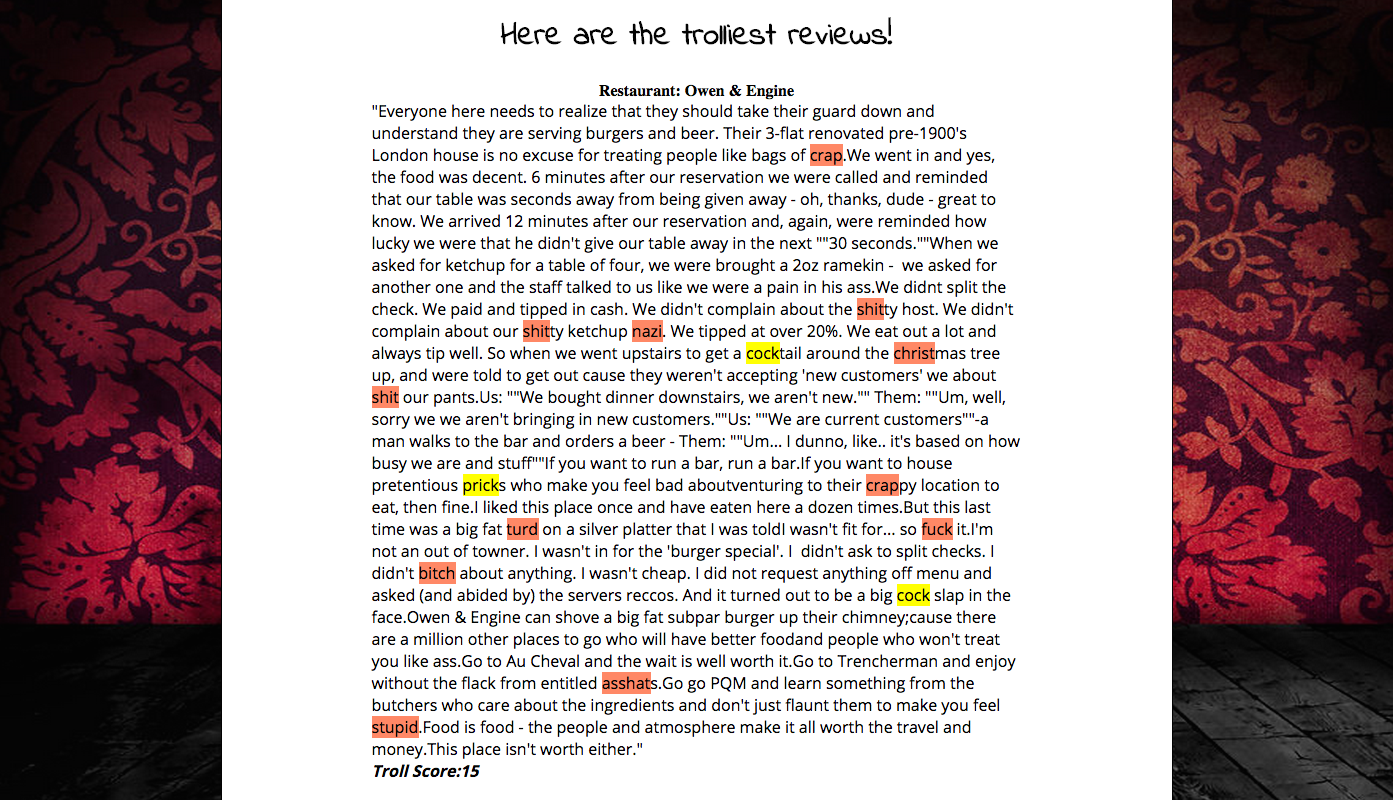 Here are the trolliest reviews!
Restaurant: Owen & Engine
"Everyone here needs to realize that they should take their guard down and
understand they are serving burgers and beer. Their 3-flat renovated pre-1900's
London house is no excuse for treating people like bags of crap.We went in and yes,
the food was decent. 6 minutes after our reservation we were called and reminded
that our table was seconds away from being given away - oh, thanks, dude - great to
know. We arrived 12 minutes after our reservation and, again, were reminded how
lucky we were that he didn't give our table away in the next ""30 seconds.""When we
asked for ketchup for a table of four, we were brought a 2oz ramekin -  we asked for
another one and the staff talked to us like we were a pain in his ass.We didnt split the
check. We paid and tipped in cash. We didn't complain about the shitty host. We didn't
complain about our shitty ketchup nazi. We tipped at over 20%. We eat out a lot and
always tip well. So when we went upstairs to get a cocktail around the christmas tree
up, and were told to get out cause they weren't accepting 'new customers' we about
shit our pants.Us: ""We bought dinner downstairs, we aren't new."" Them: ""Um, well,
sorry we we aren't bringing in new customers.""Us: ""We are current customers""-a
man walks to the bar and orders a beer - Them: ""Um... I dunno, like.. it's based on how
busy we are and stuff""If you want to run a bar, run a bar.If you want to house
pretentious pricks who make you feel bad aboutventuring to their crappy location to
eat, then fine.I liked this place once and have eaten here a dozen times.But this last
time was a big fat turd on a silver platter that I was toldI wasn't fit for... so fuck it.I'm
not an out of towner. I wasn't in for the 'burger special'. I  didn't ask to split checks. I
didn't bitch about anything. I wasn't cheap. I did not request anything off menu and
asked (and abided by) the servers reccos. And it turned out to be a big cock slap in the
face.Owen & Engine can shove a big fat subpar burger up their chimney;cause there
are a million other places to go who will have better foodand people who won't treat
you like ass.Go to Au Cheval and the wait is well worth it.Go to Trencherman and enjoy
without the flack from entitled asshats.Go go PQM and learn something from the
butchers who care about the ingredients and don't just flaunt them to make you feel
stupid.Food is food - the people and atmosphere make it all worth the travel and
money.This place isn't worth either."
Troll Score:15